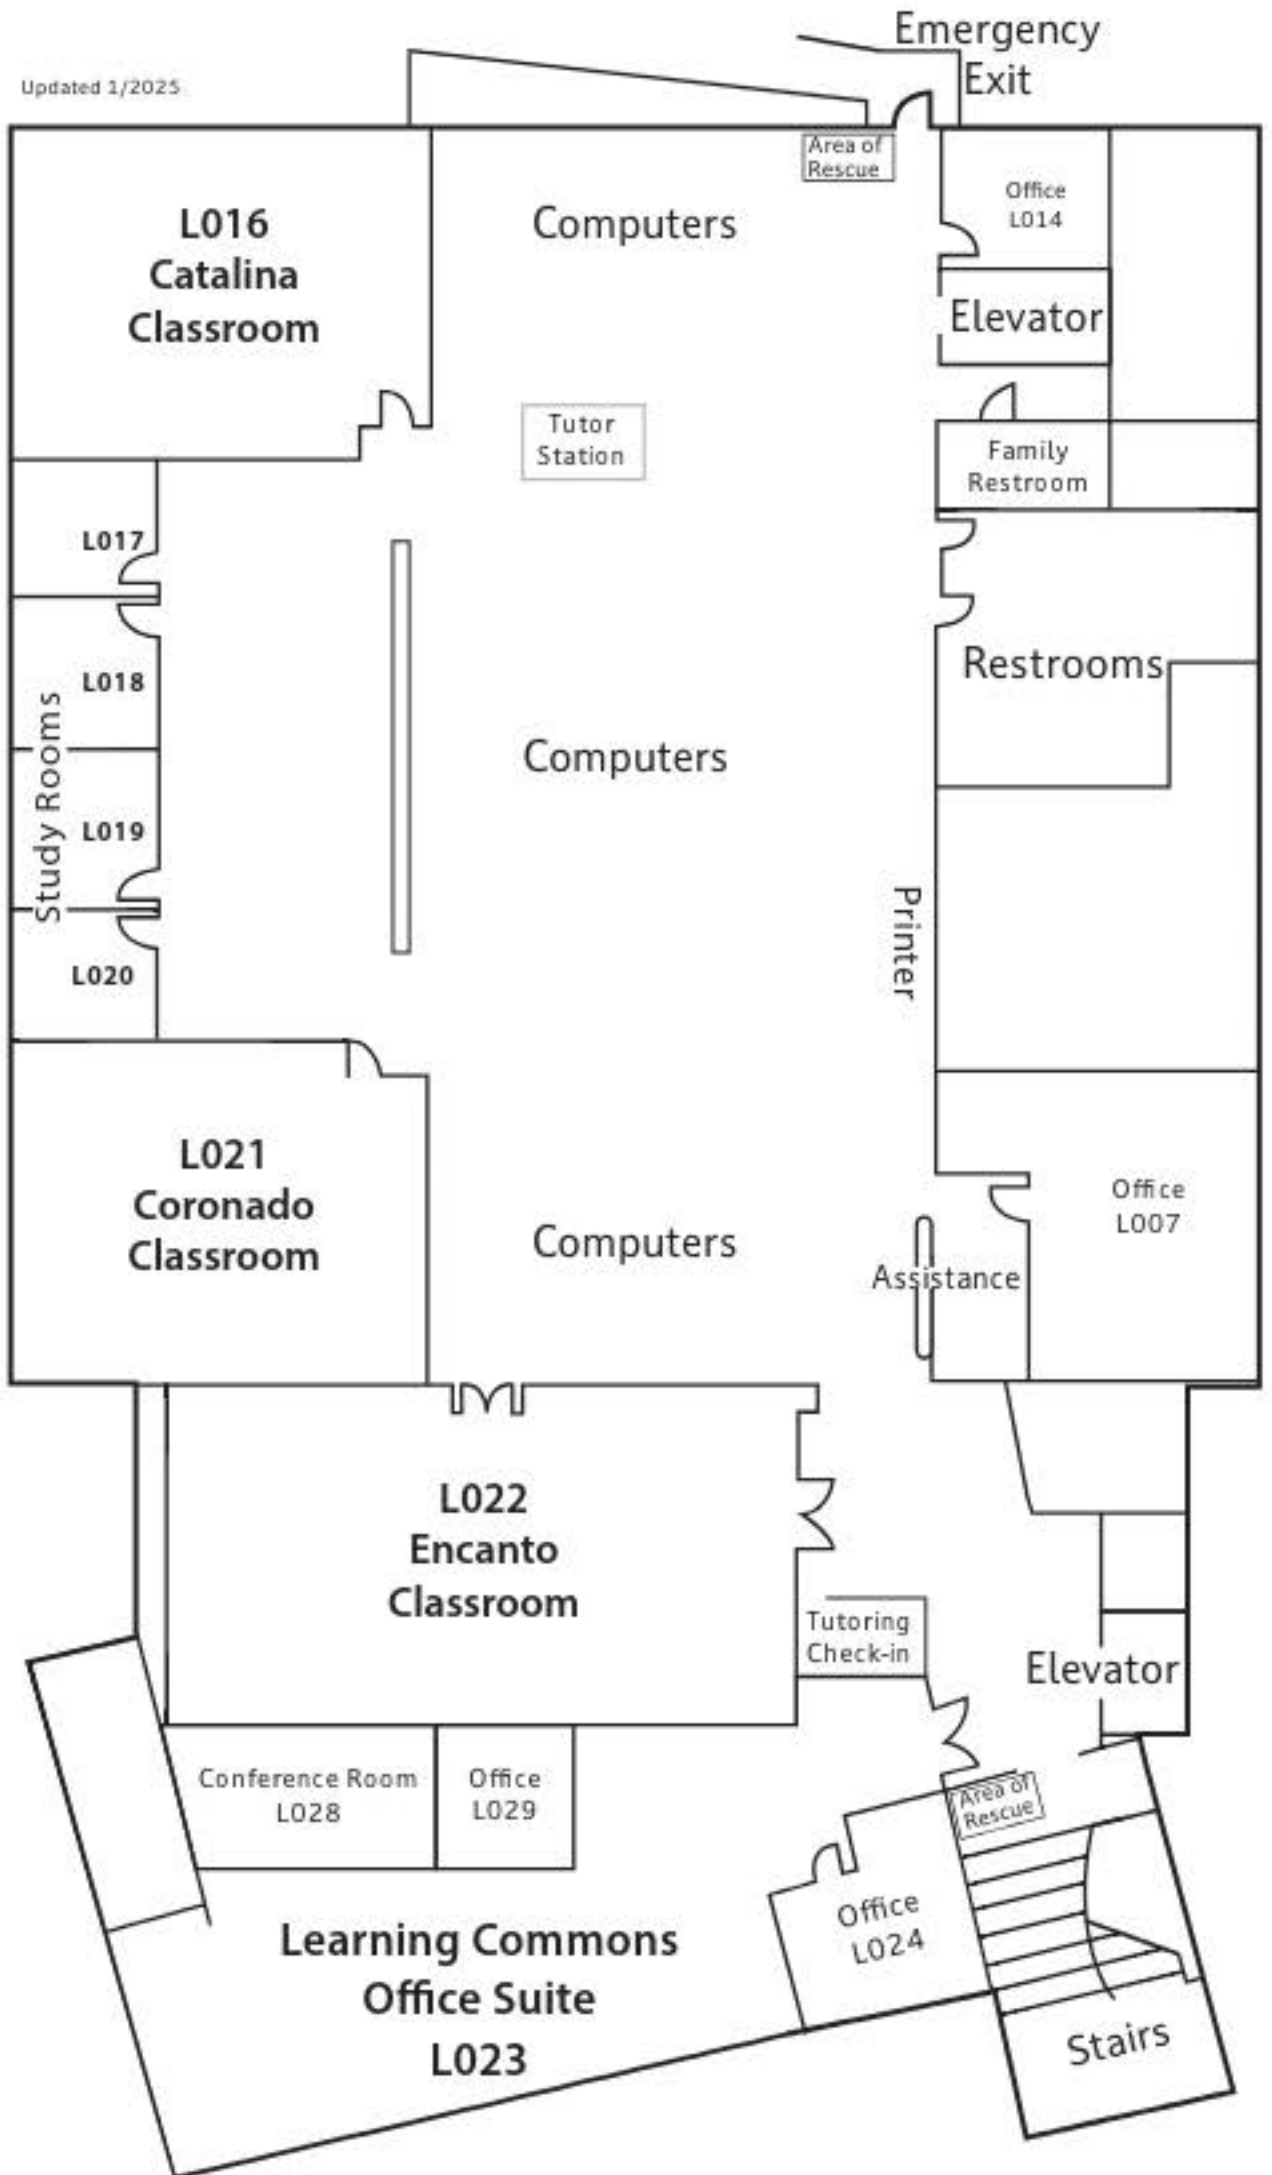 Emergency
Exit
Updated 1/2025
Area of
Rescue
Office
L014
L016
Catalina
Classroom
Computers
Elevator
Tutor
Station
Family
Restroom
L017
Restrooms
L018
Study Rooms
Computers
L019
Printer
L020
L021
Coronado
Classroom
Office
L007
Computers
Assistance
L022
Encanto
Classroom
Tutoring
Check-in
Elevator
Conference Room
L028
Office
L029
Area of
Rescue
Office
L024
Learning Commons
Office Suite
L023
Stairs